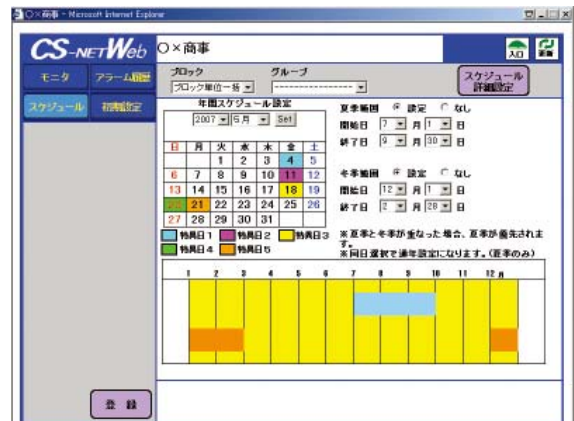 ○×商事 - Microsoft Internet Explorer
CS-NETWeb
○×商事
入口
更新
モニタ
アラーム履歴
スケジュール
初期設定
ブロック
グループ
ブロック単位一括
スケジュール
詳細設定
年間スケジュール設定
2007 5月 Set
日 月 火 水 木 金 土
1 2 3 4 5
6 7 8 9 10 11 12
13 14 15 16 17 18 19
20 21 22 23 24 25 26
27 28 29 30 31
特異日1 特異日2 特異日3
特異日4 特異日5
夏季範囲 設定 なし
開始日 7 月 1 日
終了日 9 月 30 日
冬季範囲 設定 なし
開始日 12 月 1 日
終了日 2 月 28 日
※夏季と冬季が重なった場合、夏季が優先されま
す。
※同日選択で通年設定になります。(夏季のみ)
1 2 3 4 5 6 7 8 9 10 11 12 月
登 録